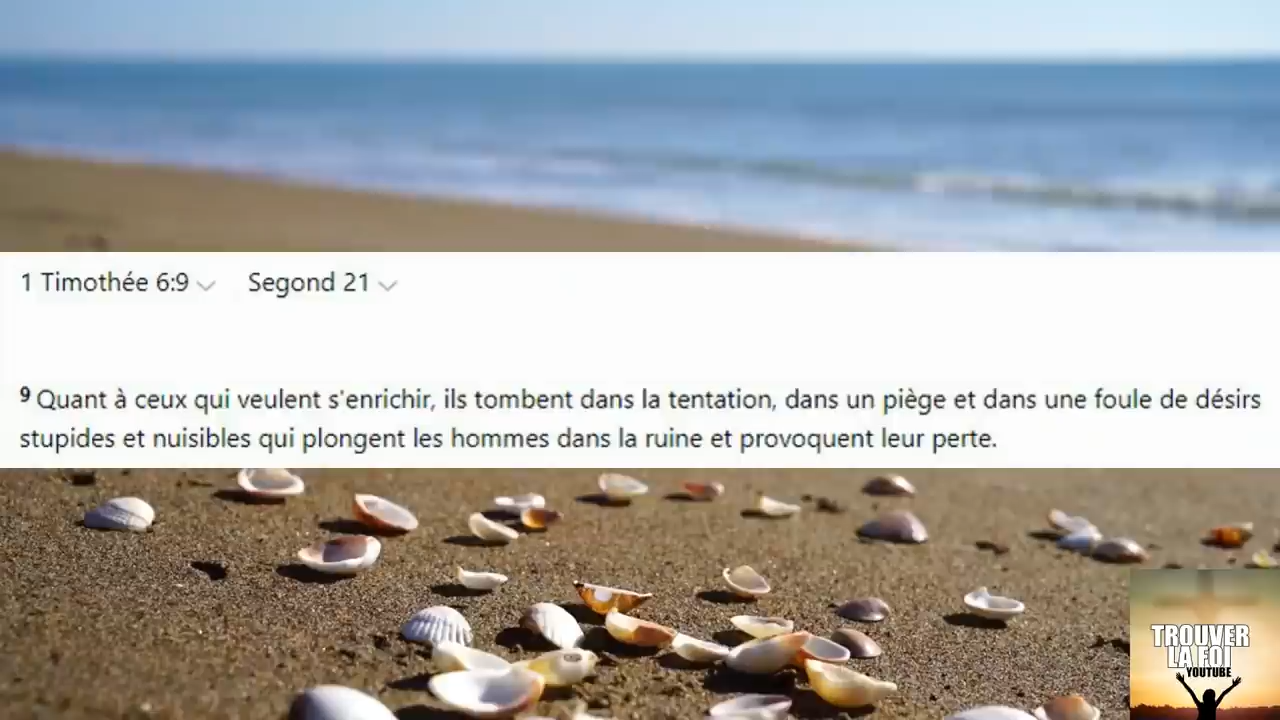 1 Timothée 6:9 Segond 21
9 Quant à ceux qui veulent s'enrichir, ils tombent dans la tentation, dans un piège et dans une foule de désirs
stupides et nuisibles qui plongent les hommes dans la ruine et provoquent leur perte.
TROUVER
LA FOI
YOUTUBE